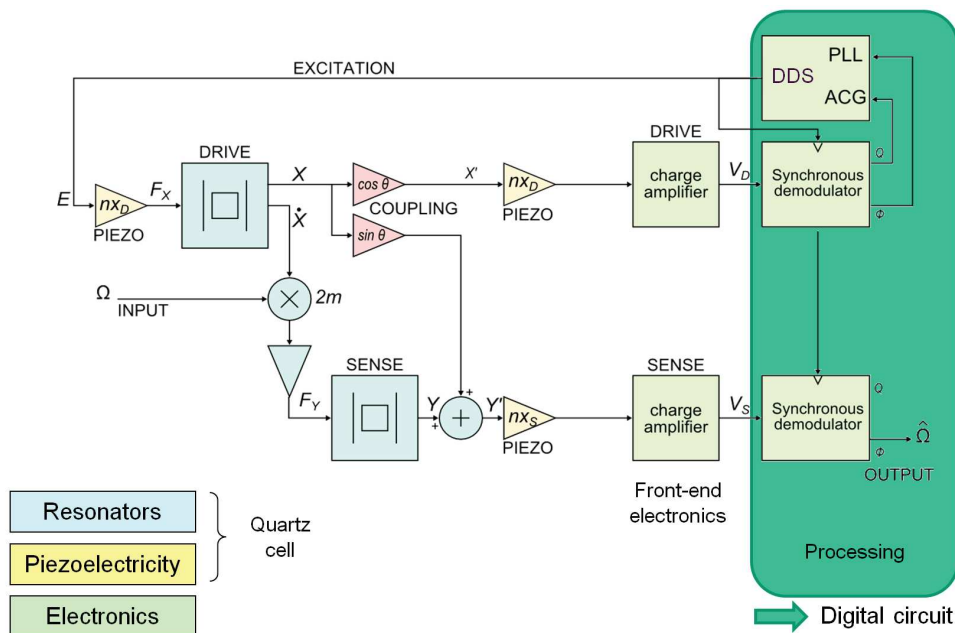 EXCITATION
PLL
DDS
ACG
DRIVE
E
nx_D
PIEZO
F_X
X
Ẋ
cos θ
COUPLING
sin θ
X'
nx_D
PIEZO
DRIVE
charge
amplifier
V_D
Synchronous
demodulator
Q
Φ
Ω
INPUT
2m
SENSE
F_Y
Y
+
+
+
Y'
nx_S
PIEZO
SENSE
charge
amplifier
V_S
Synchronous
demodulator
Q
Φ
Ω̂
OUTPUT
Resonators
Piezoelectricity
Electronics
Quartz
cell
Front-end
electronics
Processing
Digital circuit